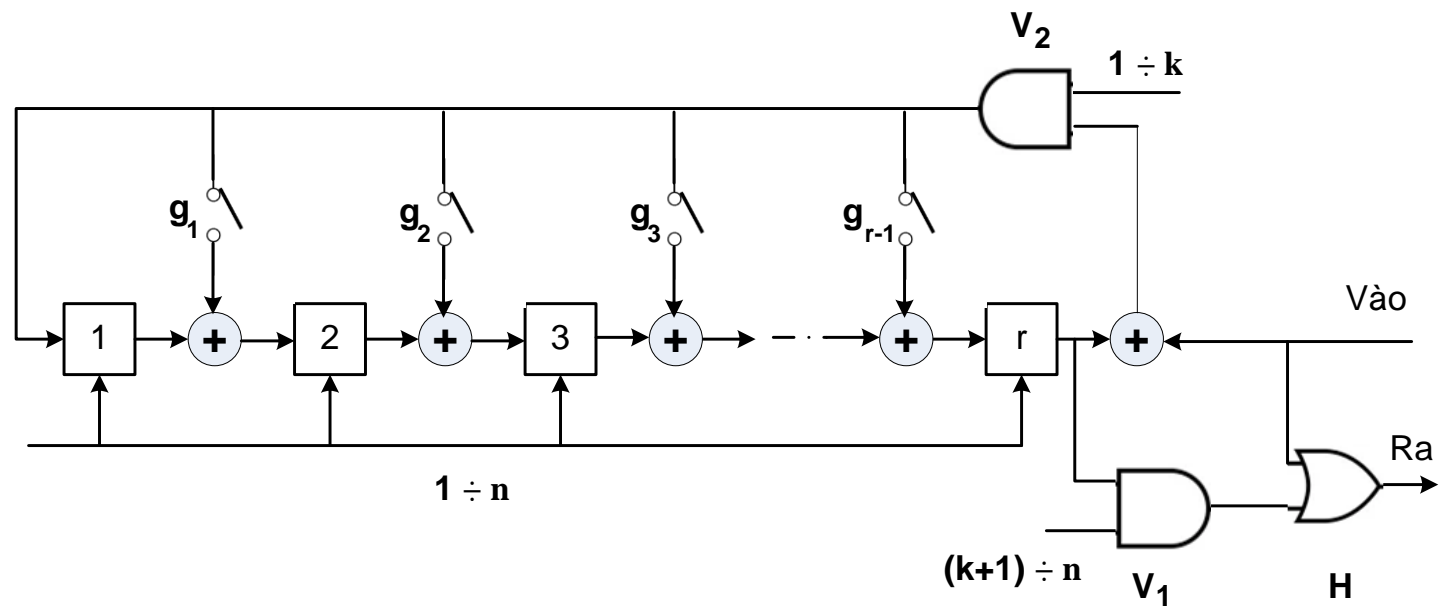 V2
1 ÷ k
g1
g2
g3
gr-1
Vào
1
+
2
+
3
+
+
r
+
Ra
1 ÷ n
(k+1) ÷ n
V1
H